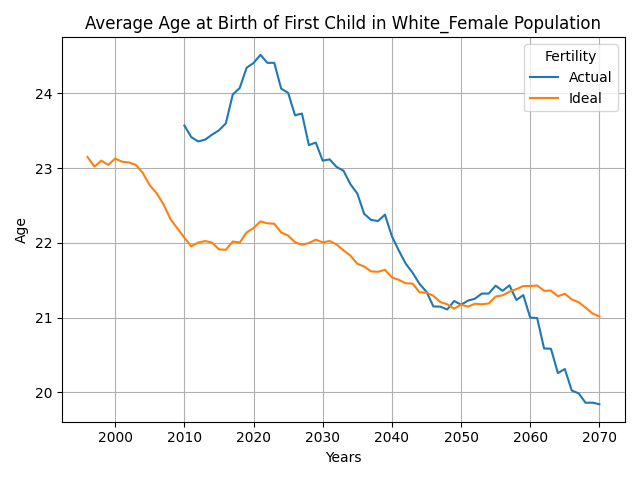 Average Age at Birth of First Child in White_Female Population
Fertility
Actual
Ideal
Age
24
23
22
21
20
2000
2010
2020
2030
2040
2050
2060
2070
Years